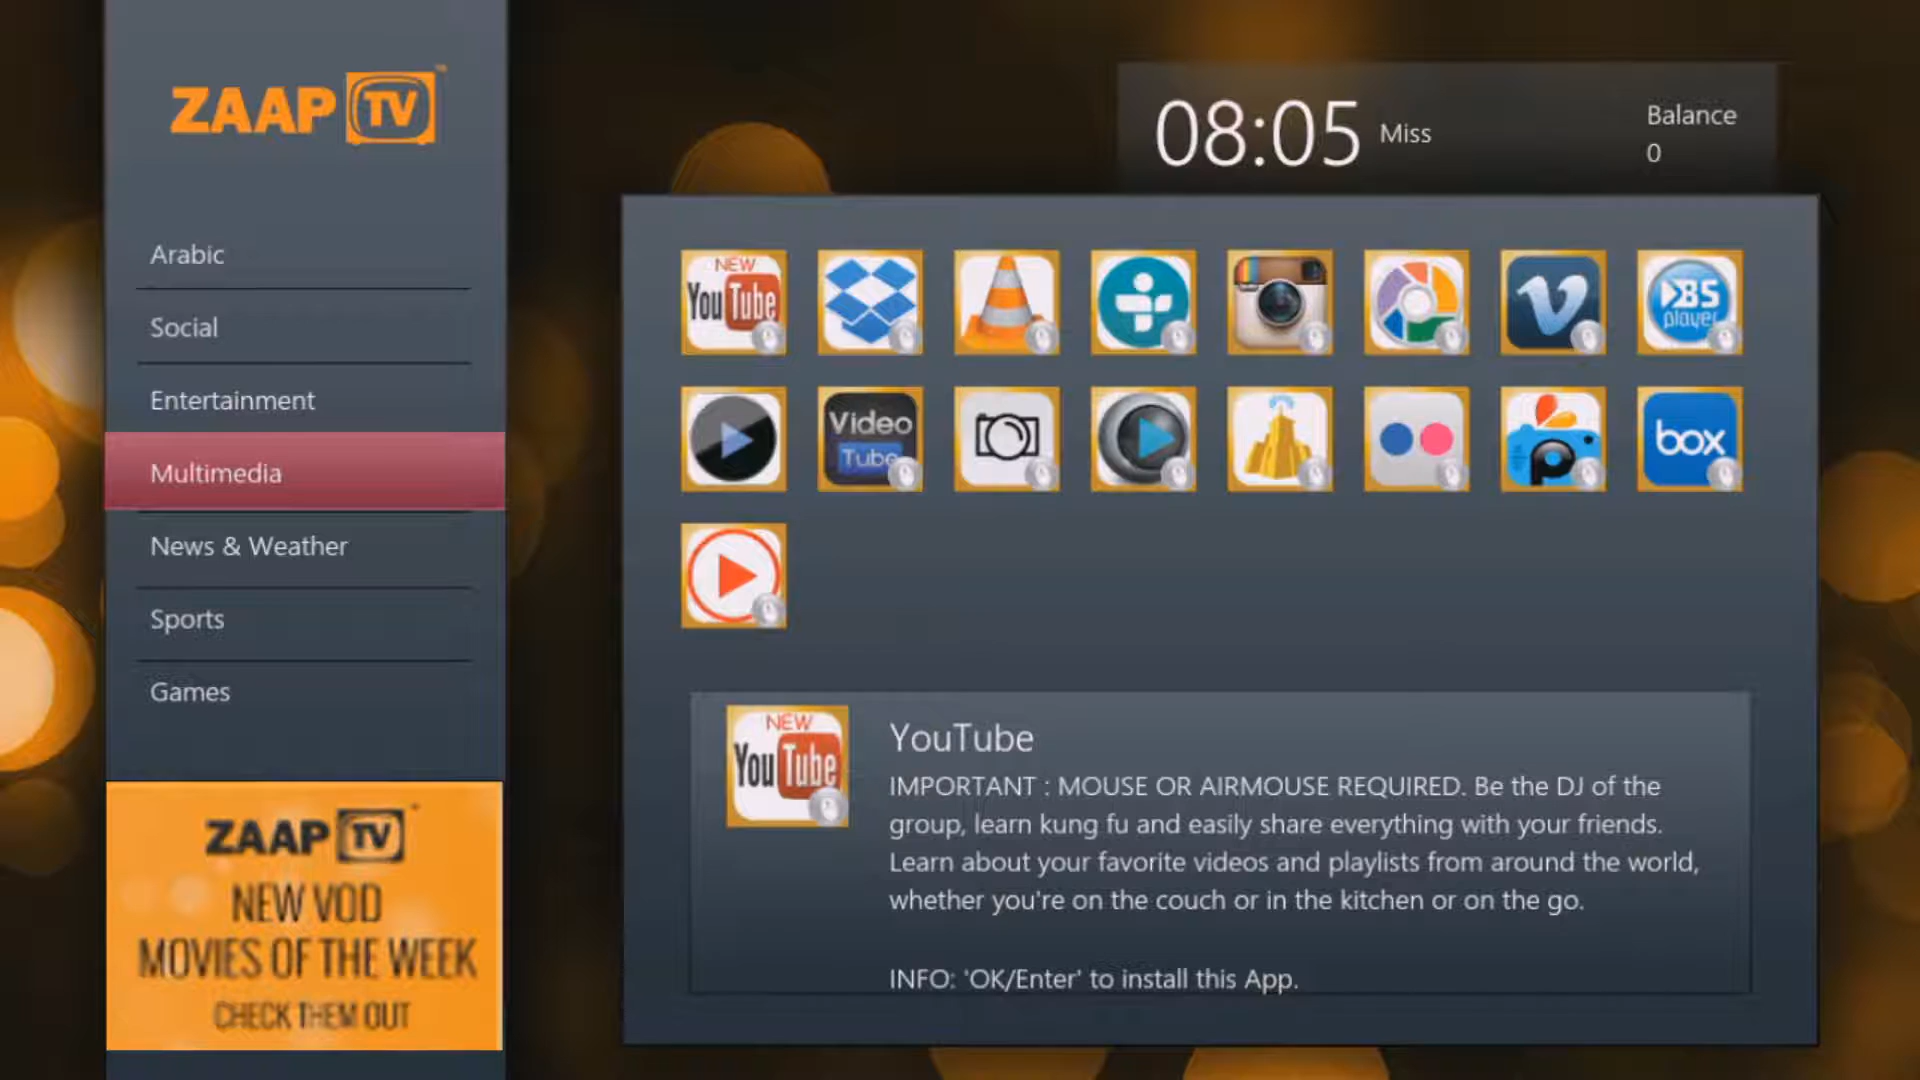 ZAAP TV
08:05 Miss
Balance
0
Arabic
Social
Entertainment
Multimedia
News & Weather
Sports
Games
NEW
You Tube
BS
player
Video
Tube
box
NEW
You Tube
YouTube
IMPORTANT : MOUSE OR AIRMOUSE REQUIRED. Be the DJ of the
group, learn kung fu and easily share everything with your friends.
Learn about your favorite videos and playlists from around the world,
whether you're on the couch or in the kitchen or on the go.
INFO: 'OK/Enter' to install this App.
ZAAP TV
NEW VOD
MOVIES OF THE WEEK
CHECK THEM OUT